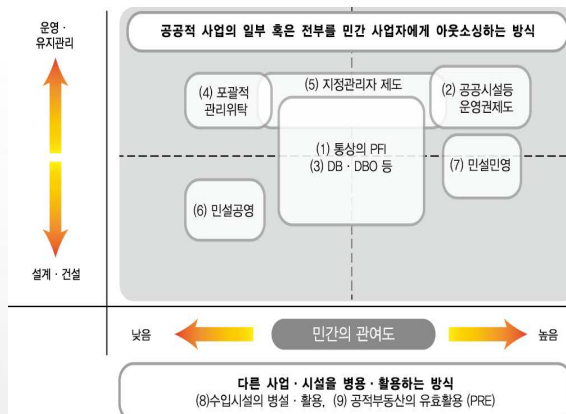 운영·
유지관리
공공적 사업의 일부 혹은 전부를 민간 사업자에게 아웃소싱하는 방식
(4) 포괄적
관리위탁
(5) 지정관리자 제도
(2) 공공시설등
운영권제도
(1) 통상의 PFI
(3) DB · DBO 등
(7) 민설민영
(6) 민설공영
설계 · 건설
낮음
민간의 관여도
높음
다른 사업 · 시설을 병용 · 활용하는 방식
(8)수입시설의 병설 · 활용, (9) 공적부동산의 유효활용 (PRE)